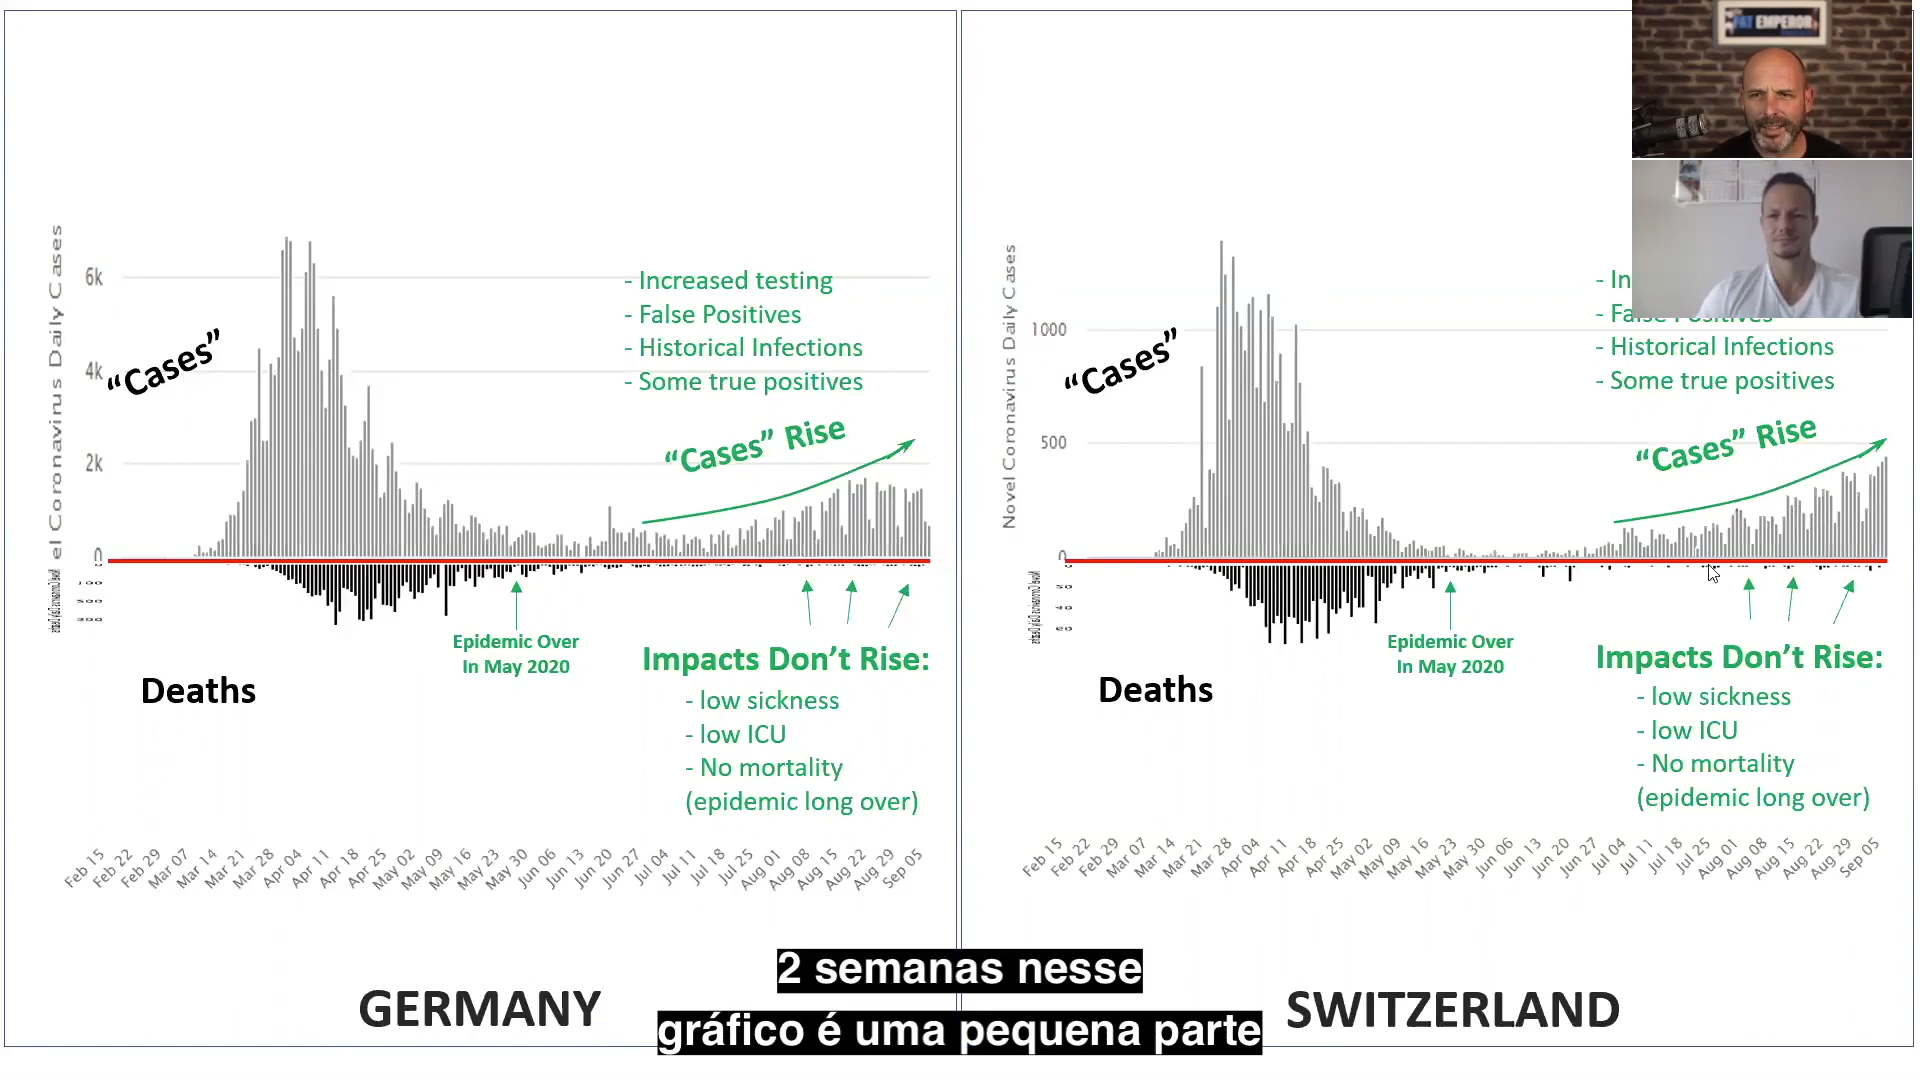 FAT EMPEROR
el Coronavirus Daily Cases
6k
4k
2k
0
"Cases"
- Increased testing
- False Positives
- Historical Infections
- Some true positives
"Cases" Rise
Epidemic Over
In May 2020
Impacts Don't Rise:
- low sickness
- low ICU
- No mortality
(epidemic long over)
Deaths
Feb 15
Feb 22
Feb 29
Mar 07
Mar 14
Mar 21
Mar 28
Apr 04
Apr 11
Apr 18
Apr 25
May 02
May 09
May 16
May 23
May 30
Jun 06
Jun 13
Jun 20
Jun 27
Jul 04
Jul 11
Jul 18
Jul 25
Aug 01
Aug 08
Aug 15
Aug 22
Aug 29
Sep 05
GERMANY
Novel Coronavirus Daily Cases
1000
500
0
"Cases"
- In
- False Positives
- Historical Infections
- Some true positives
"Cases" Rise
Epidemic Over
In May 2020
Impacts Don't Rise:
- low sickness
- low ICU
- No mortality
(epidemic long over)
Deaths
Feb 15
Feb 22
Feb 29
Mar 07
Mar 14
Mar 21
Mar 28
Apr 04
Apr 11
Apr 18
Apr 25
May 02
May 09
May 16
May 23
May 30
Jun 06
Jun 13
Jun 20
Jun 27
Jul 04
Jul 11
Jul 18
Jul 25
Aug 01
Aug 08
Aug 15
Aug 22
Aug 29
Sep 05
SWITZERLAND
2 semanas nesse
gráfico é uma pequena parte